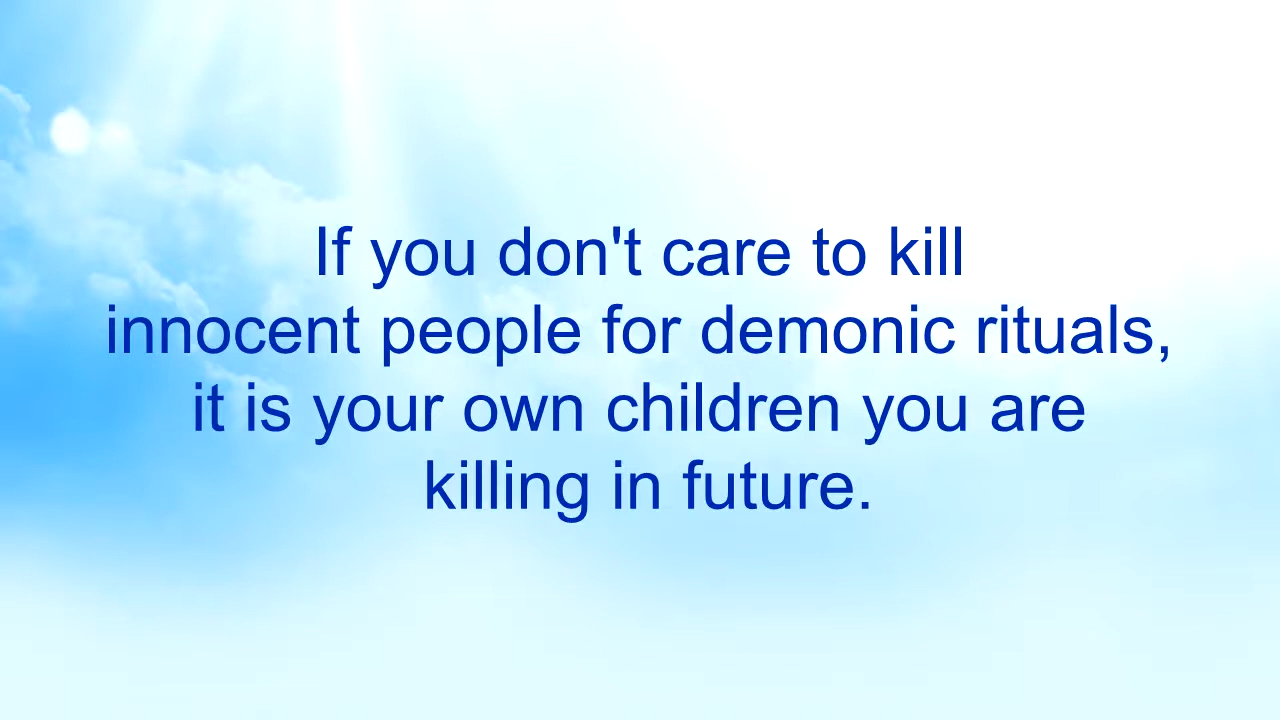 If you don't care to kill
innocent people for demonic rituals,
it is your own children you are
killing in future.